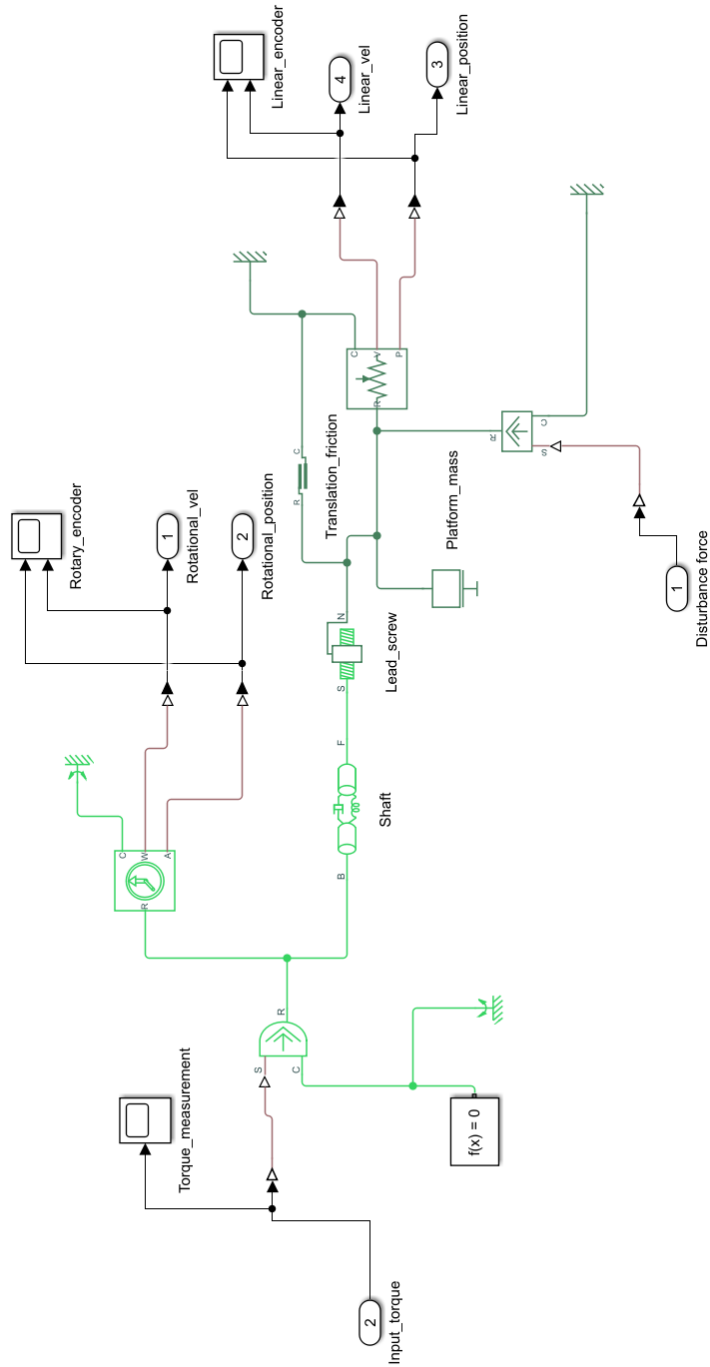 Rotary_encoder
C
R
W
A
1
Rotational_vel
Torque_measurement
2
Rotational_position
Linear_encoder
S
R
C
R
C
Translation_friction
4
Linear_vel
B
F
S
N
C
R
V
P
2
Input_torque
Shaft
Lead_screw
3
Linear_position
Platform_mass
f(x) = 0
R
S
C
1
Disturbance force